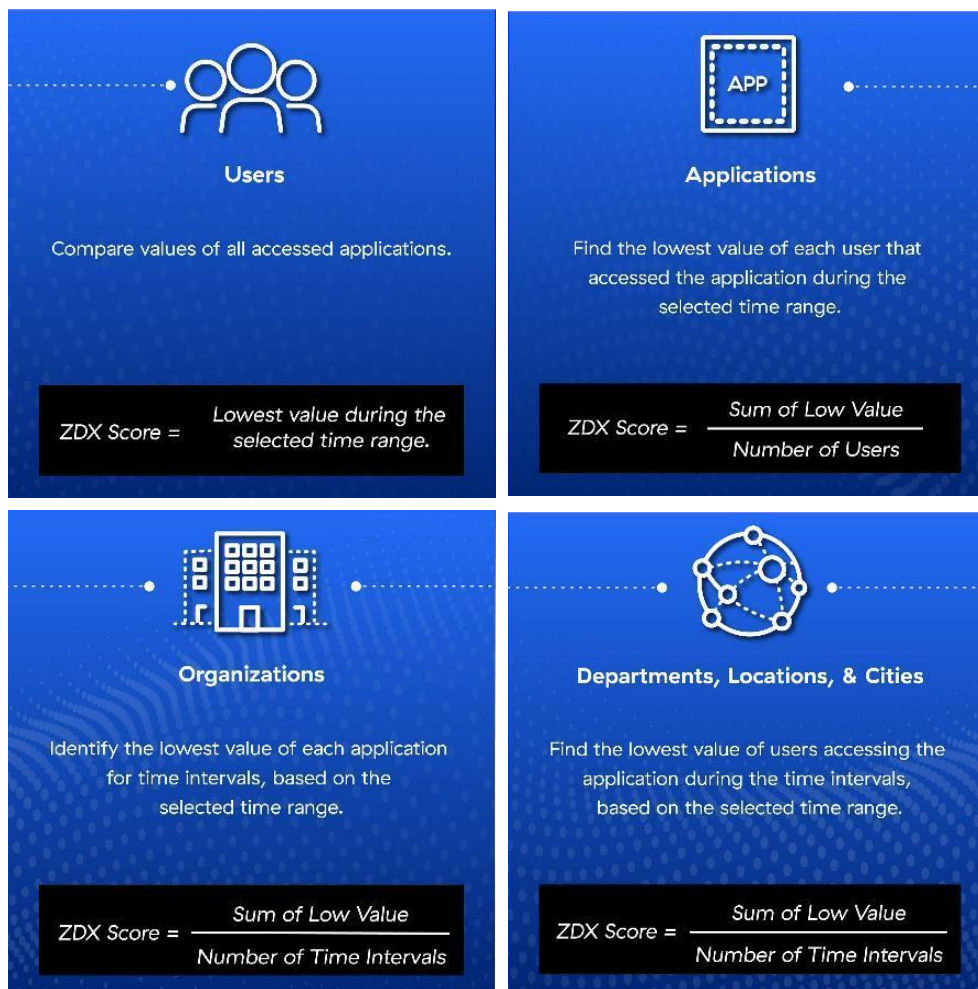 Users
Compare values of all accessed applications.
ZDX Score =
Lowest value during the
selected time range.
APP
Applications
Find the lowest value of each user that
accessed the application during the
selected time range.
ZDX Score =
Sum of Low Value
Number of Users
Organizations
Identify the lowest value of each application
for time intervals, based on the
selected time range.
ZDX Score =
Sum of Low Value
Number of Time Intervals
Departments, Locations, & Cities
Find the lowest value of users accessing the
application during the time intervals,
based on the selected time range.
ZDX Score =
Sum of Low Value
Number of Time Intervals